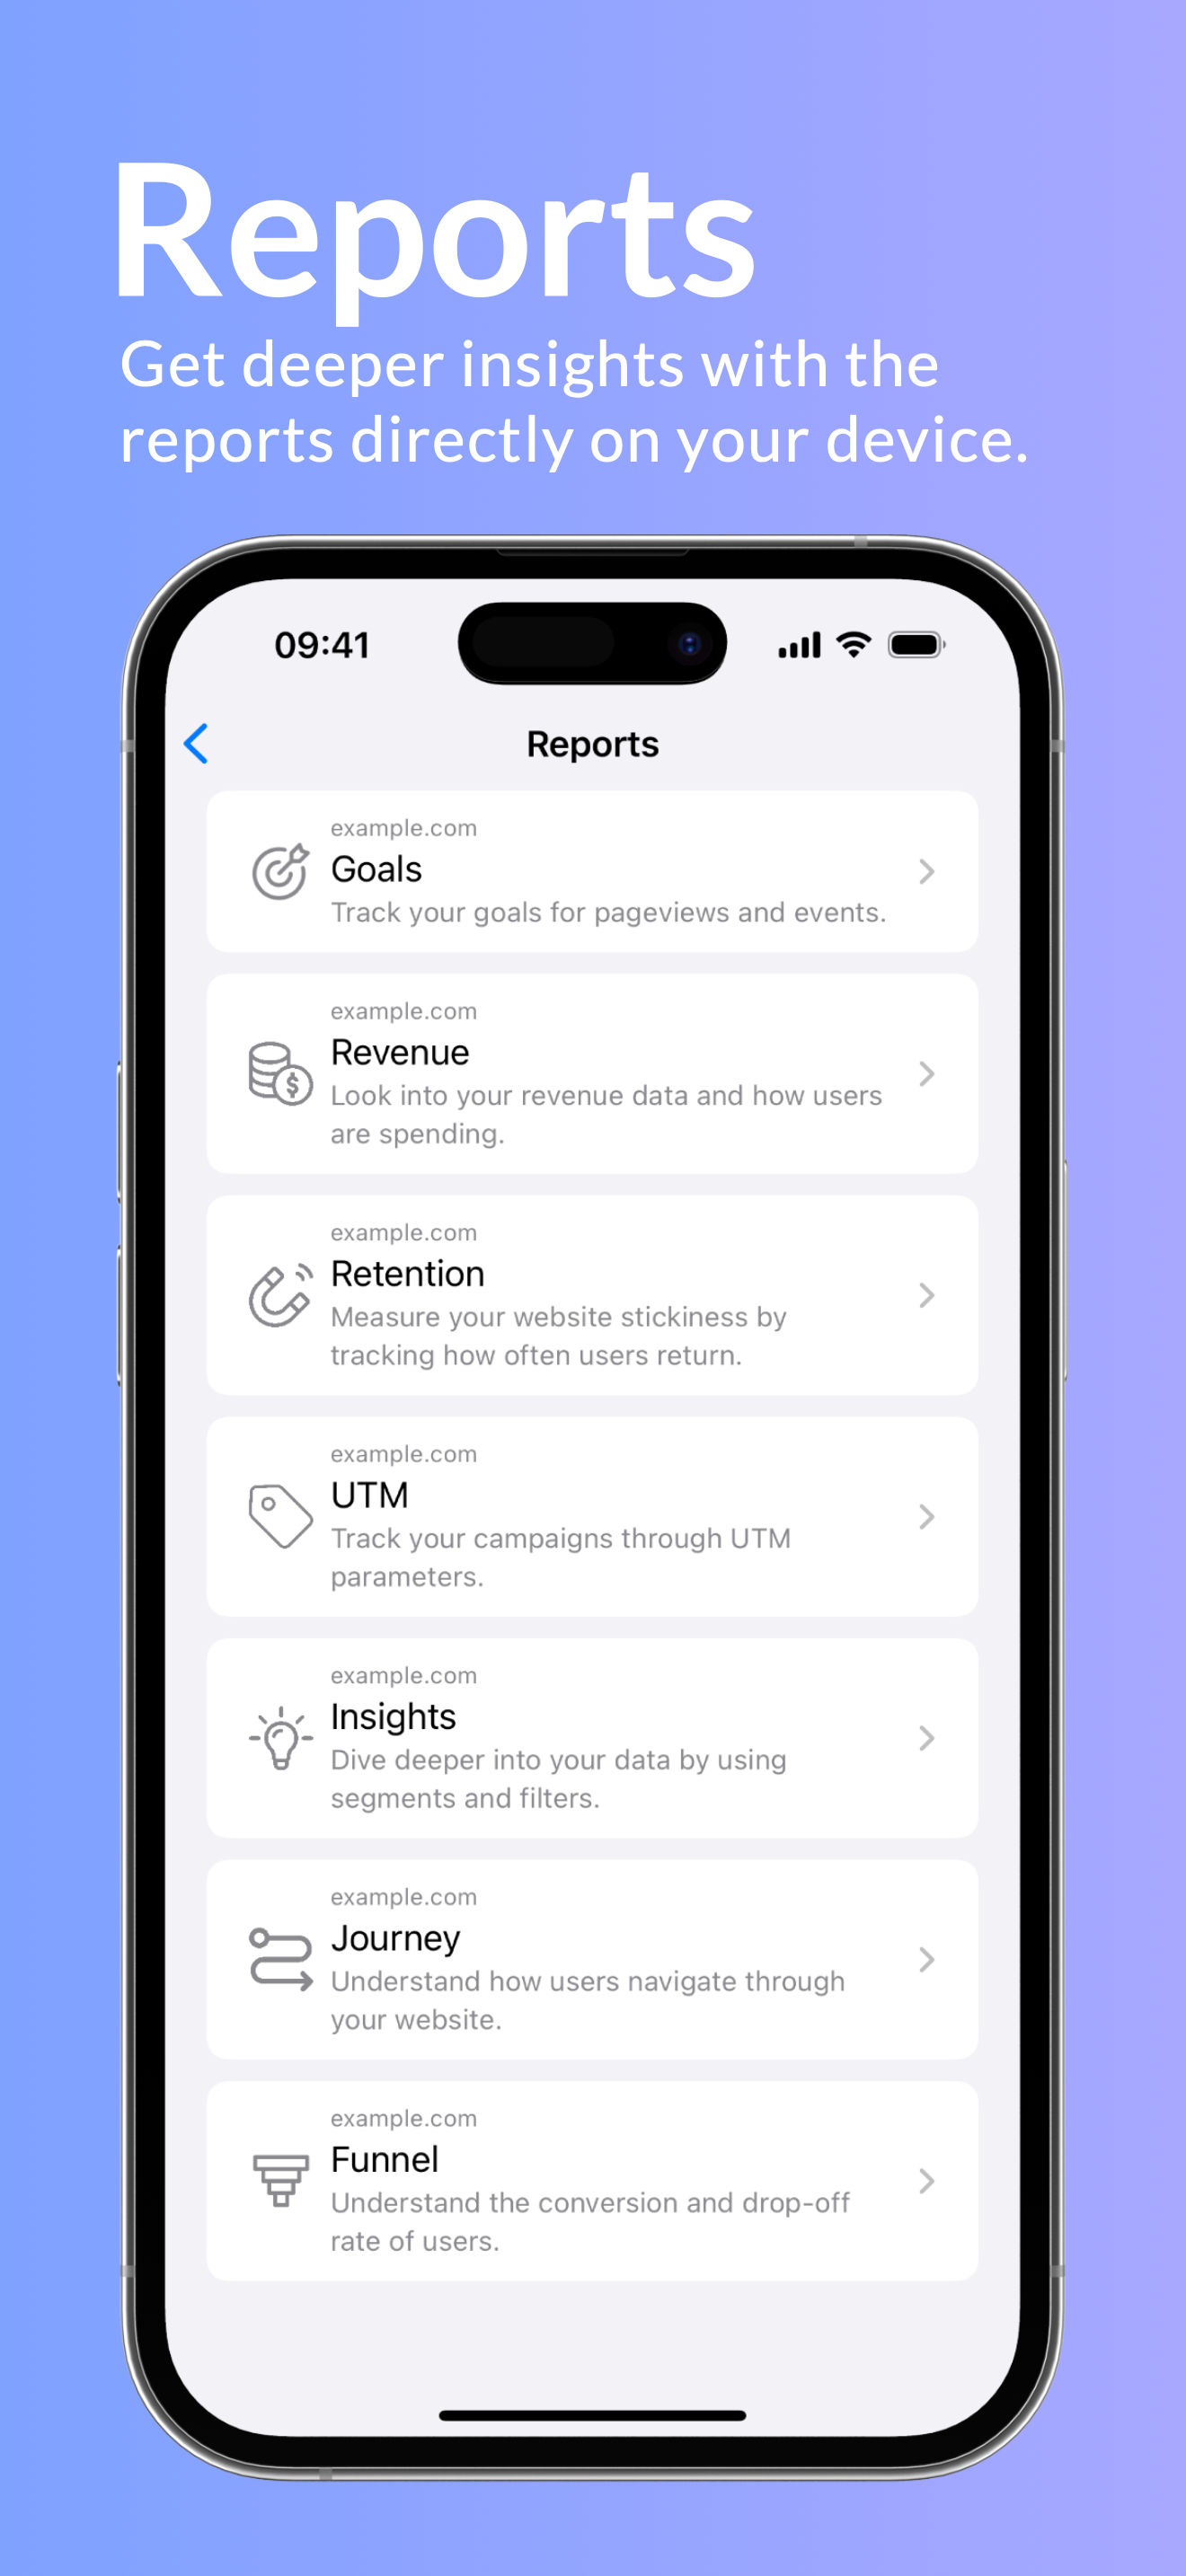 Reports
Get deeper insights with the
reports directly on your device.
09:41
Reports
example.com
Goals
Track your goals for pageviews and events.
example.com
Revenue
Look into your revenue data and how users
are spending.
example.com
Retention
Measure your website stickiness by
tracking how often users return.
example.com
UTM
Track your campaigns through UTM
parameters.
example.com
Insights
Dive deeper into your data by using
segments and filters.
example.com
Journey
Understand how users navigate through
your website.
example.com
Funnel
Understand the conversion and drop-off
rate of users.